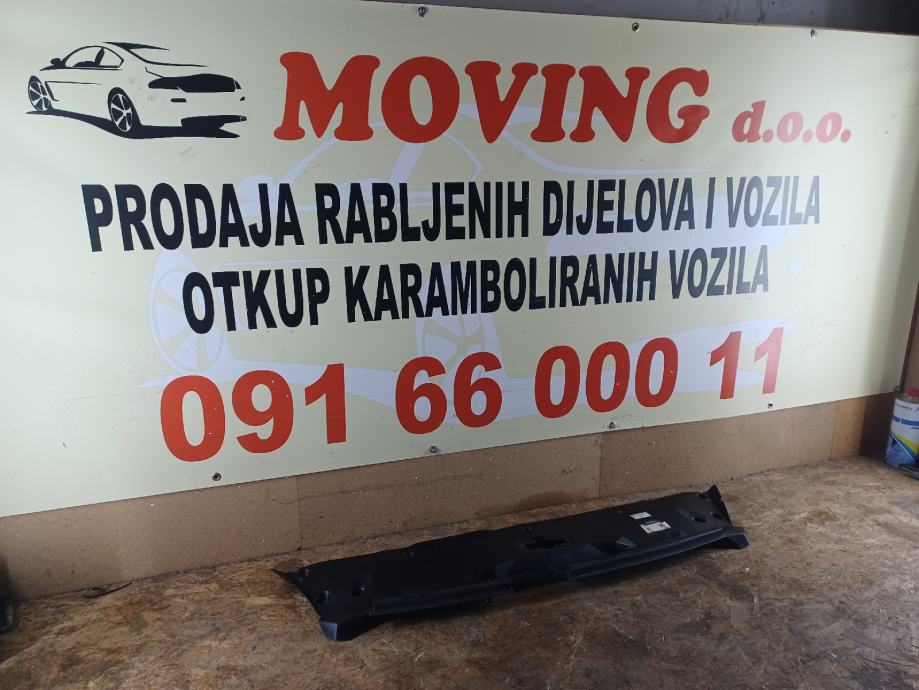 MOVING d.o.o.
PRODAJA RABLJENIH DIJELOVA I VOZILA
OTKUP KARAMBOLIRANIH VOZILA
091 66 000 11